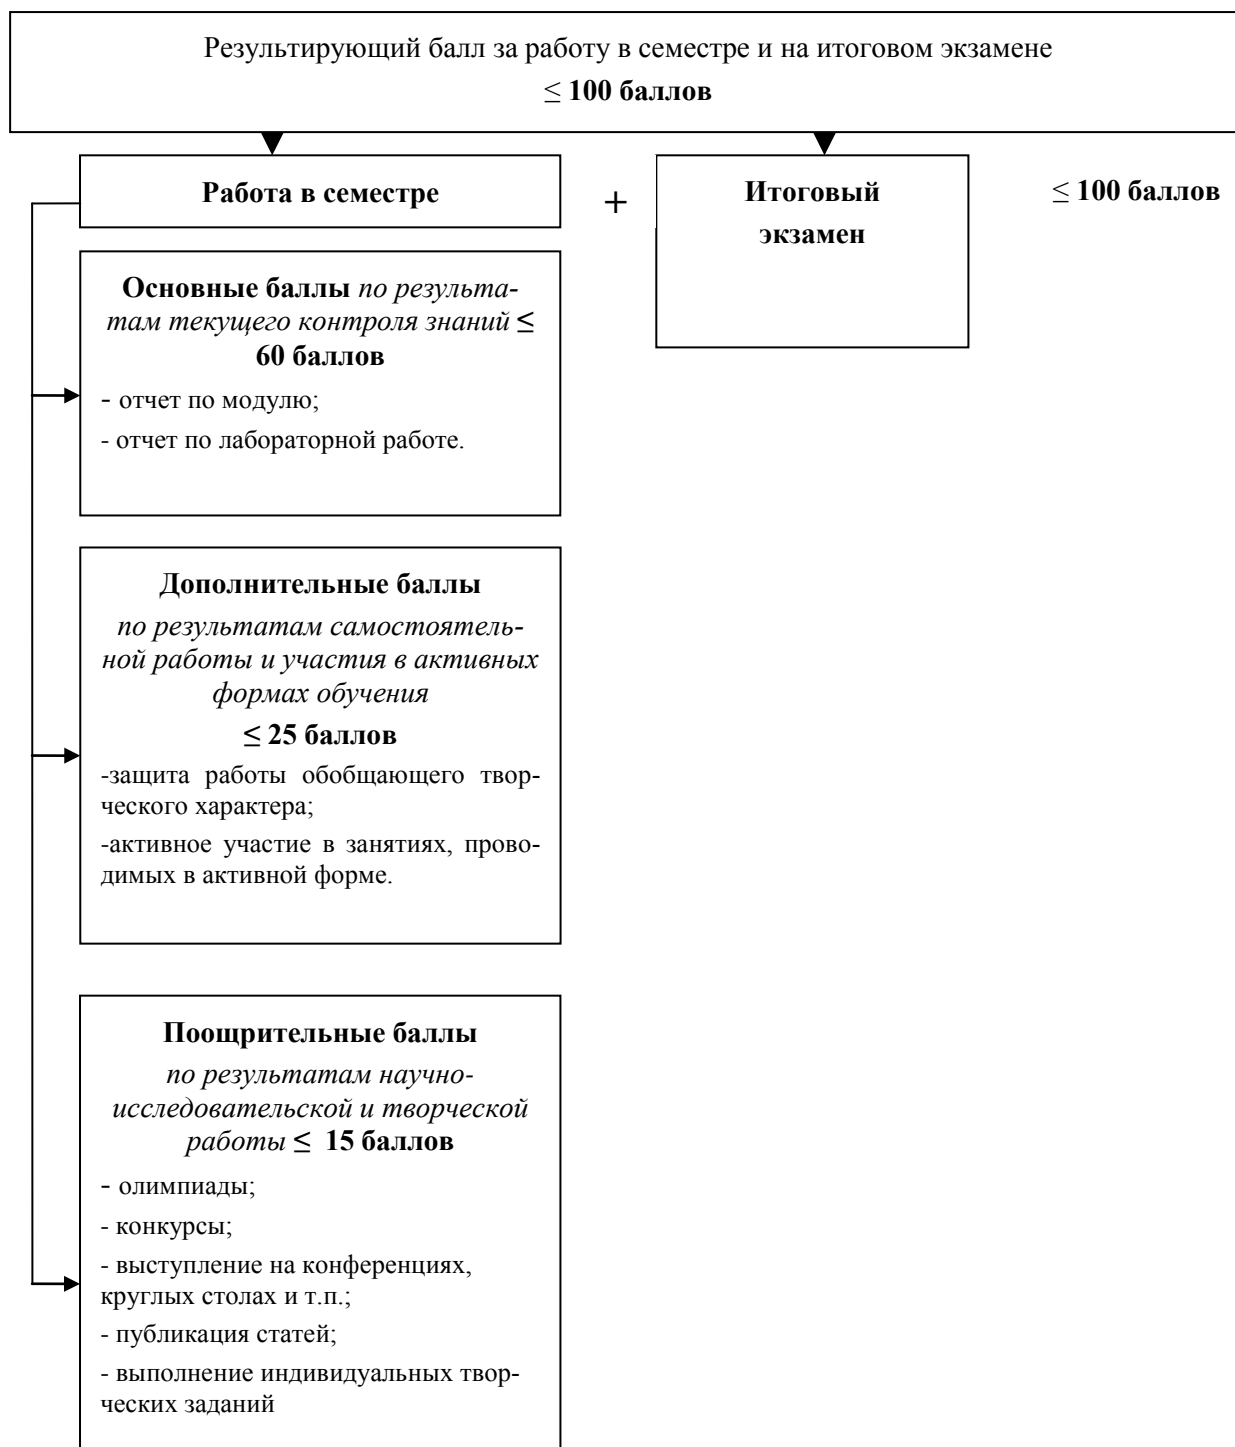 Результирующий балл за работу в семестре и на итоговом экзамене
≤ 100 баллов
Работа в семестре
+
Итоговый
экзамен
≤ 100 баллов
Основные баллы по результа-
там текущего контроля знаний ≤
60 баллов
- отчет по модулю;
- отчет по лабораторной работе.
Дополнительные баллы
по результатам самостоятель-
ной работы и участия в активных
формах обучения
≤ 25 баллов
-защита работы обобщающего твор-
ческого характера;
-активное участие в занятиях, прово-
димых в активной форме.
Поощрительные баллы
по результатам научно-
исследовательской и творческой
работы ≤ 15 баллов
- олимпиады;
- конкурсы;
- выступление на конференциях,
круглых столах и т.п.;
- публикация статей;
- выполнение индивидуальных твор-
ческих заданий